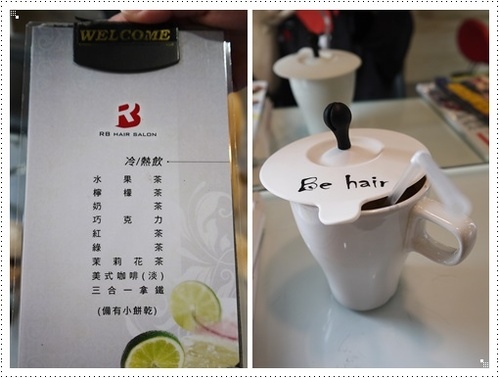 WELCOME
RB HAIR SALON
冷/熱飲
水果茶
檸檬茶
奶茶
巧克力
紅茶
綠茶
茉莉花茶
美式咖啡(淡)
三合一拿鐵
(備有小餅乾)
Be hair